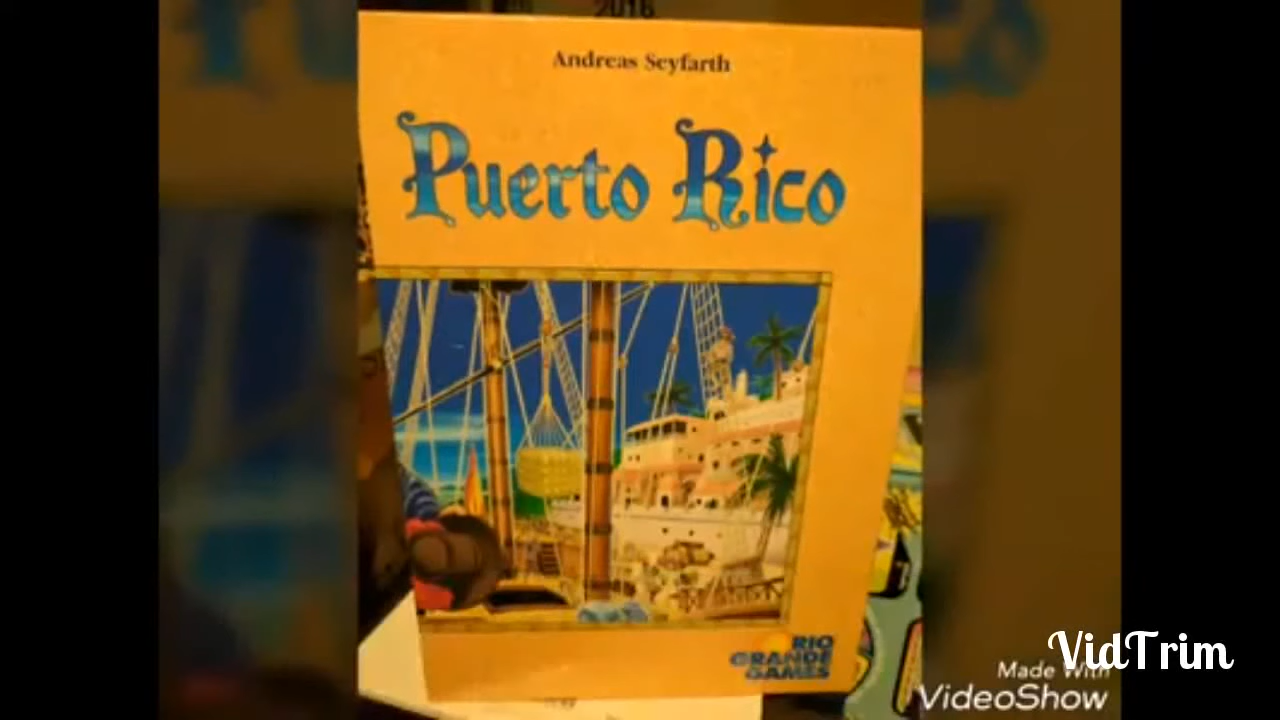 2016
Andreas Seyfarth
Puerto Rico
RIO
GRANDE
GAMES
VidTrim
Made With
VideoShow